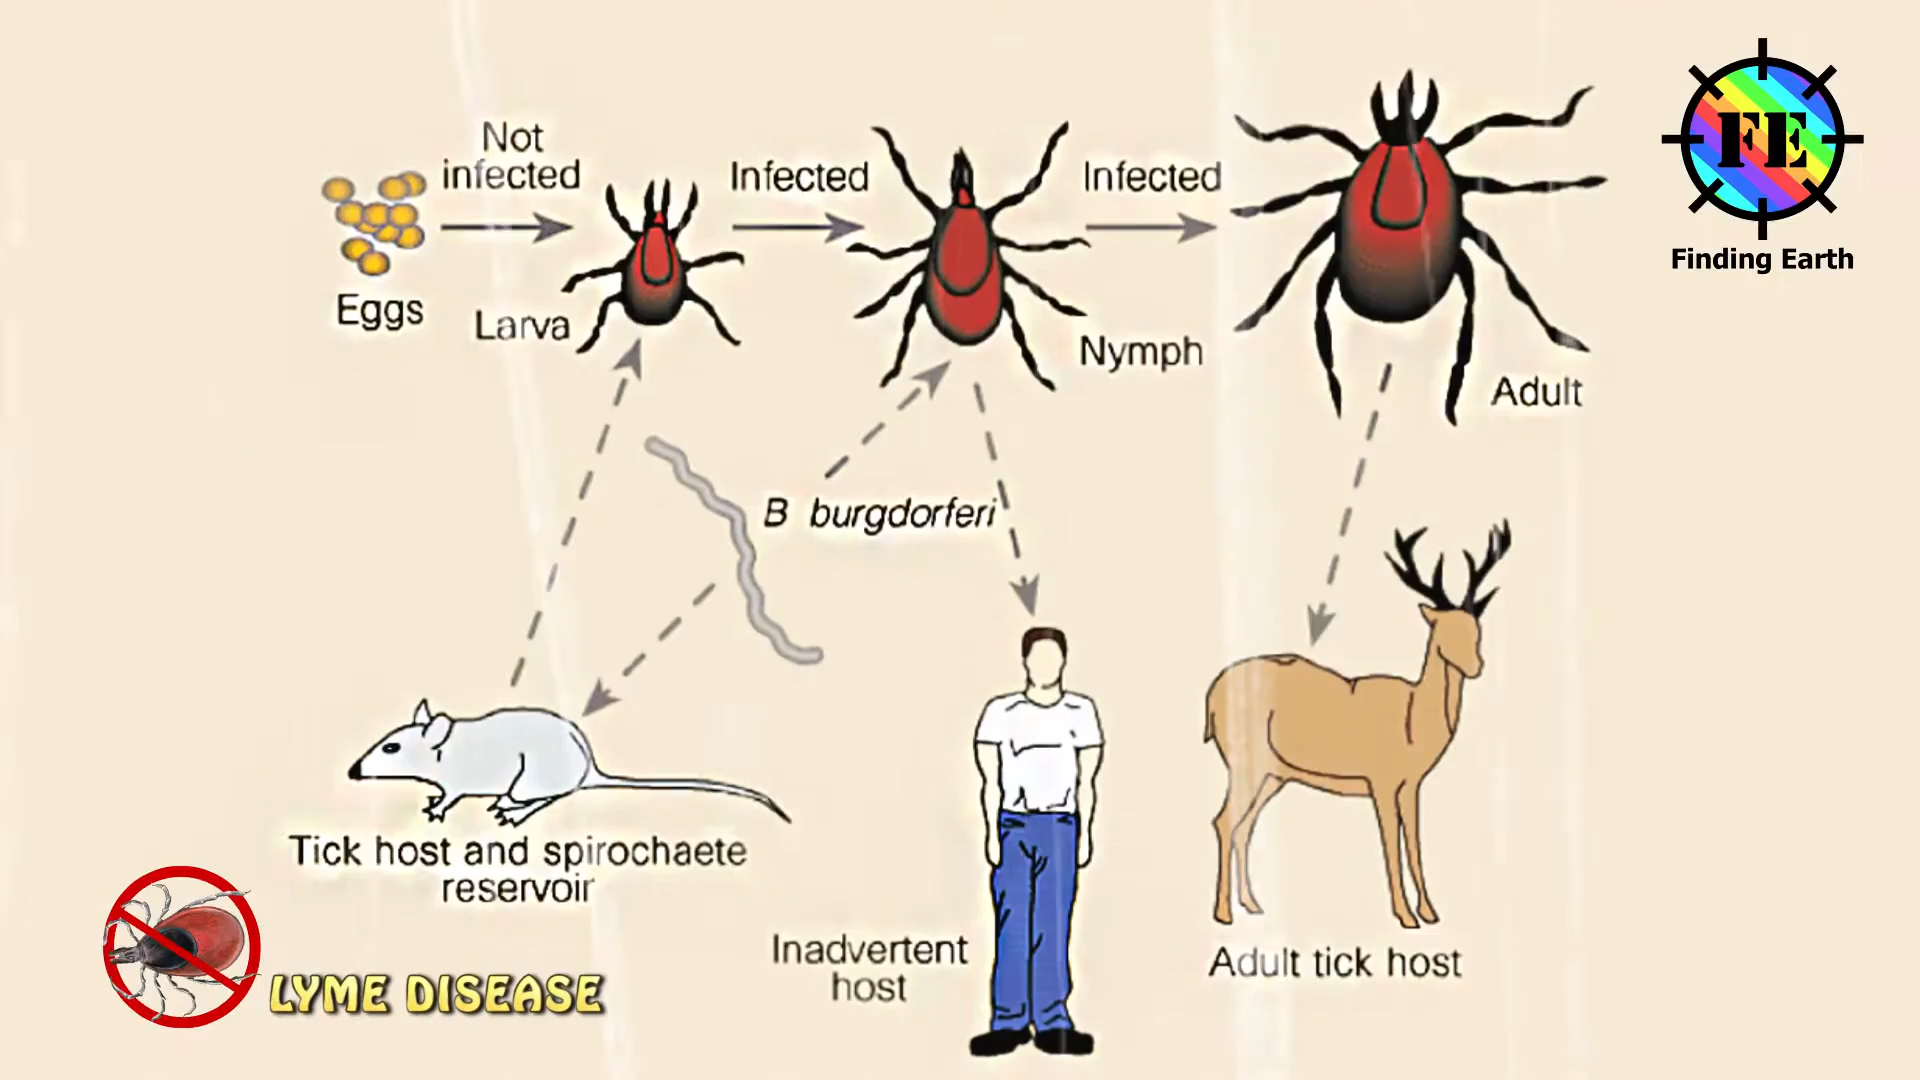 Not
infected
Infected
Infected
FE
Finding Earth
Eggs
Larva
Nymph
Adult
B burgdorferi
Tick host and spirochaete
reservoir
Inadvertent
host
Adult tick host
LYME DISEASE